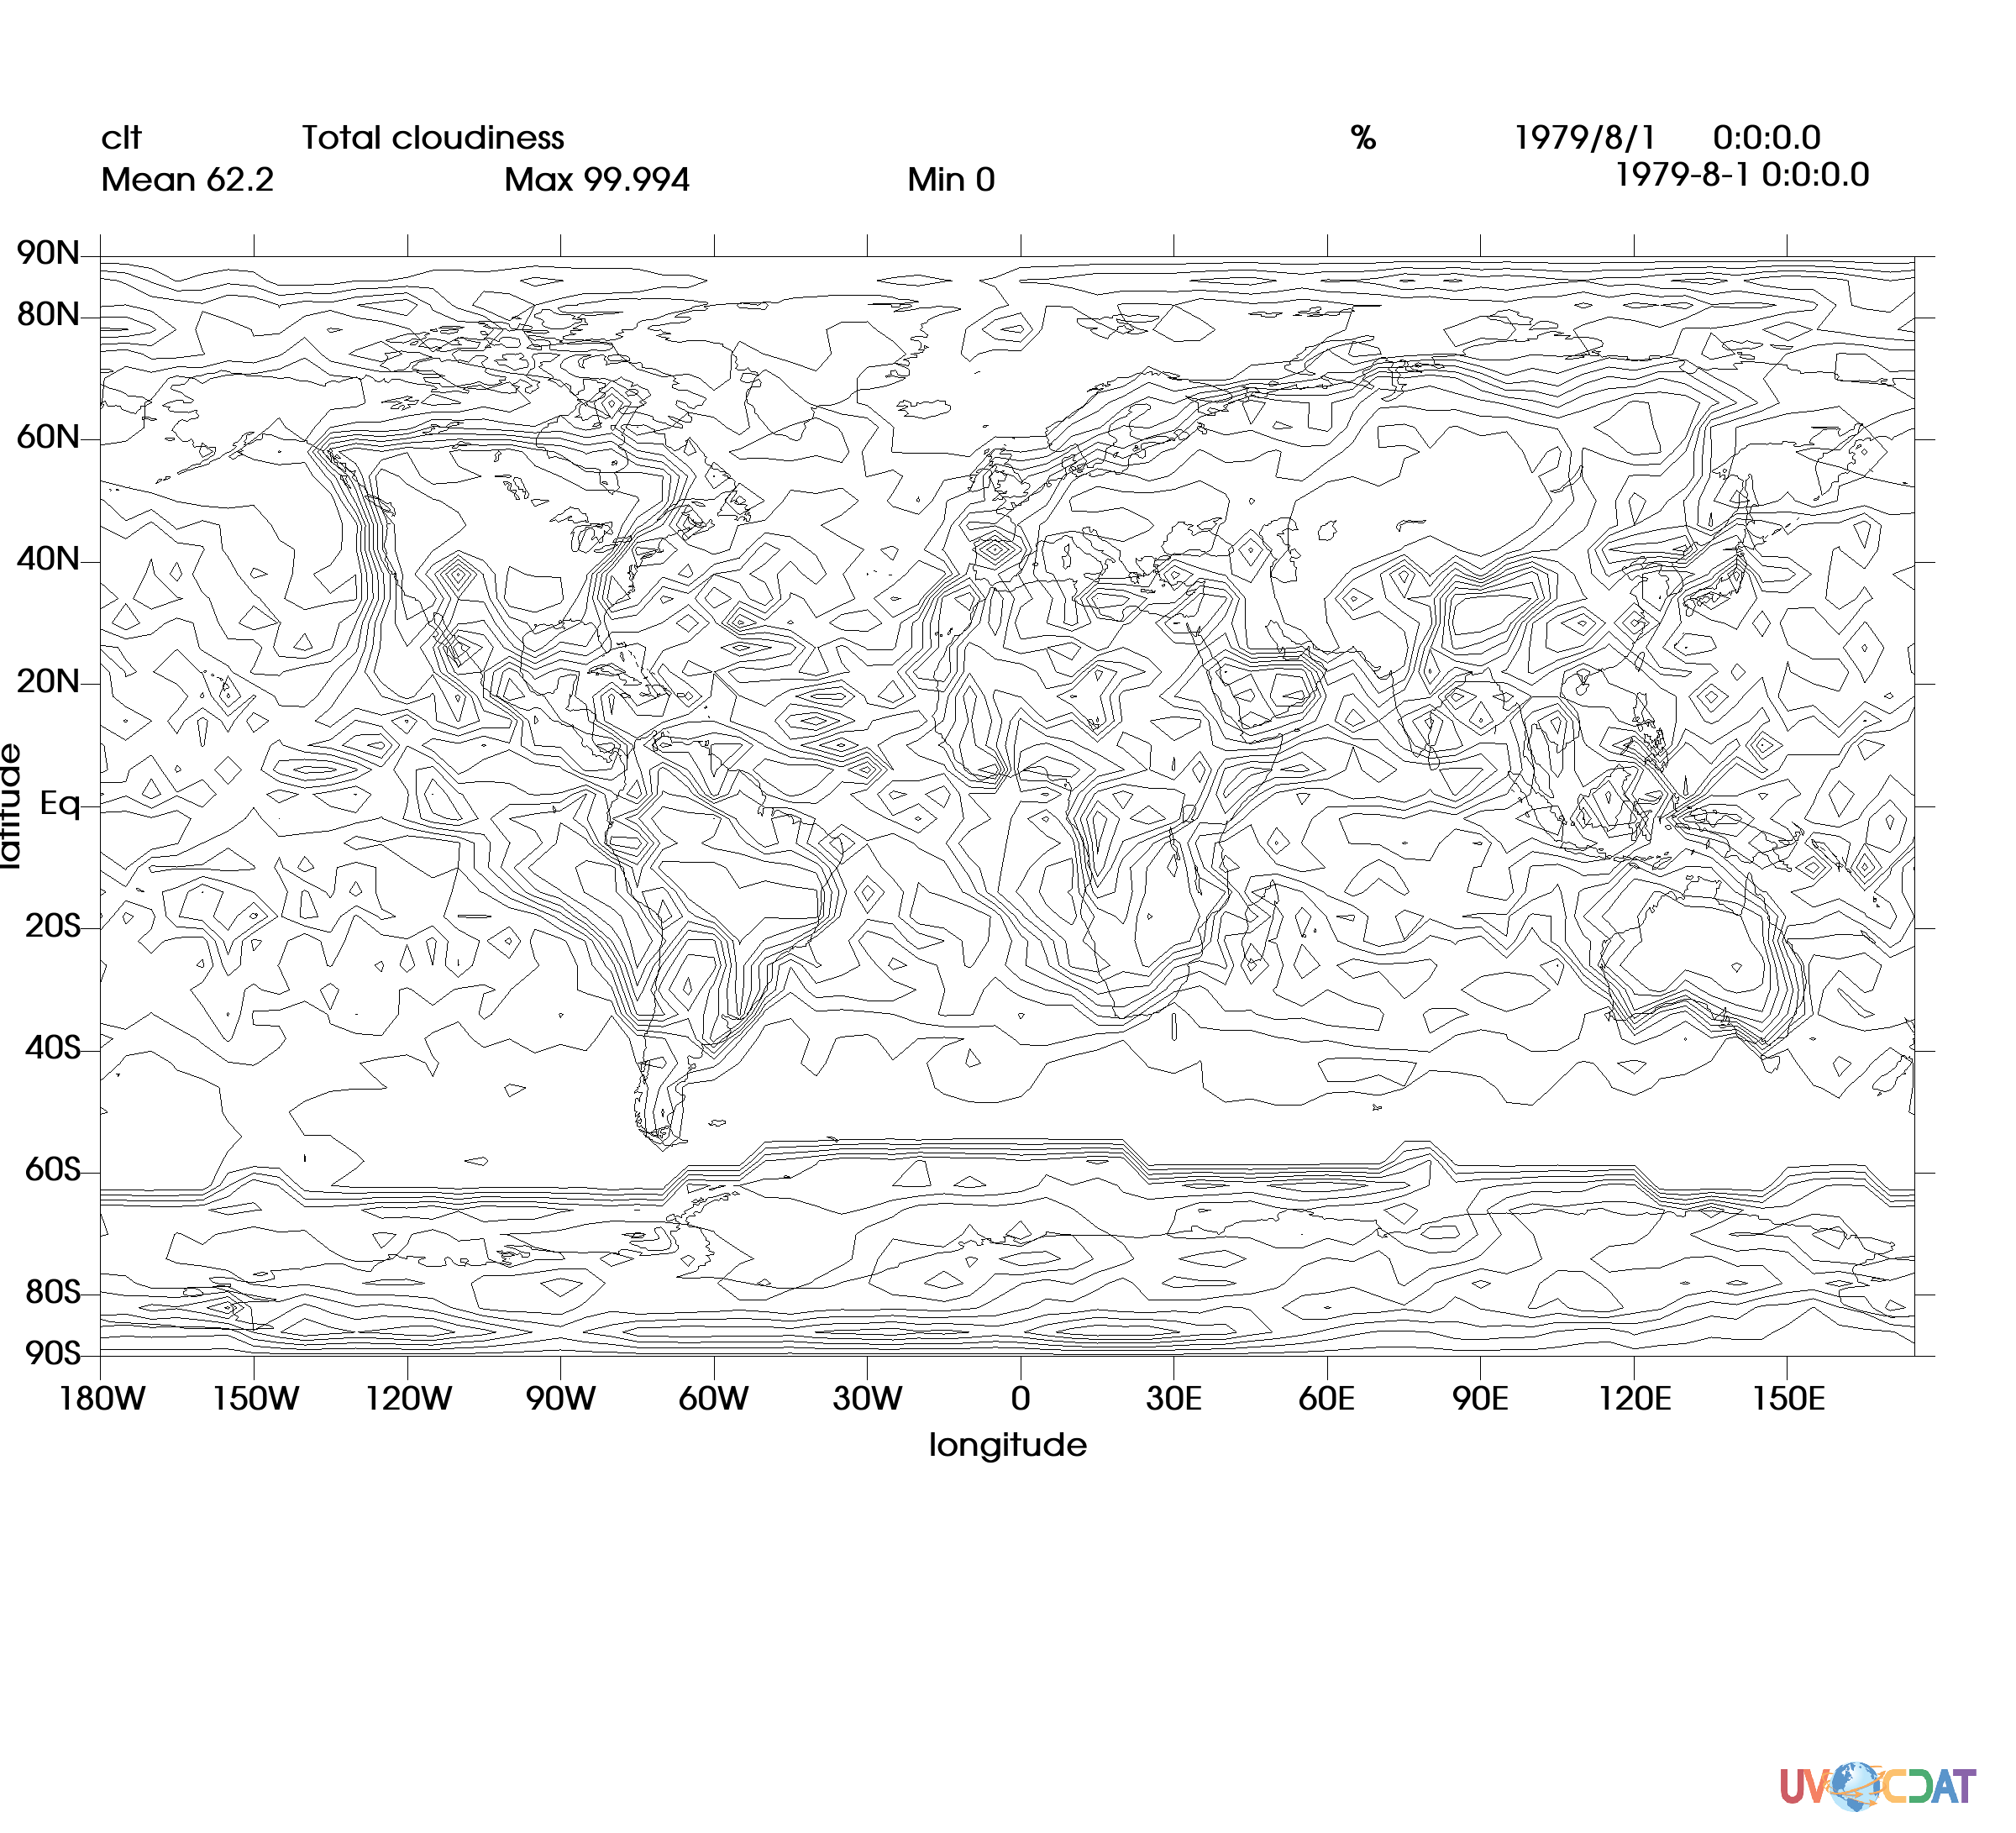 clt Total cloudiness % 1979/8/1 0:0:0.0
Mean 62.2 Max 99.994 Min 0 1979-8-1 0:0:0.0
90N
80N
60N
40N
20N
Eq
20S
40S
60S
80S
90S
latitude
180W 150W 120W 90W 60W 30W 0 30E 60E 90E 120E 150E
longitude
UV CDAT